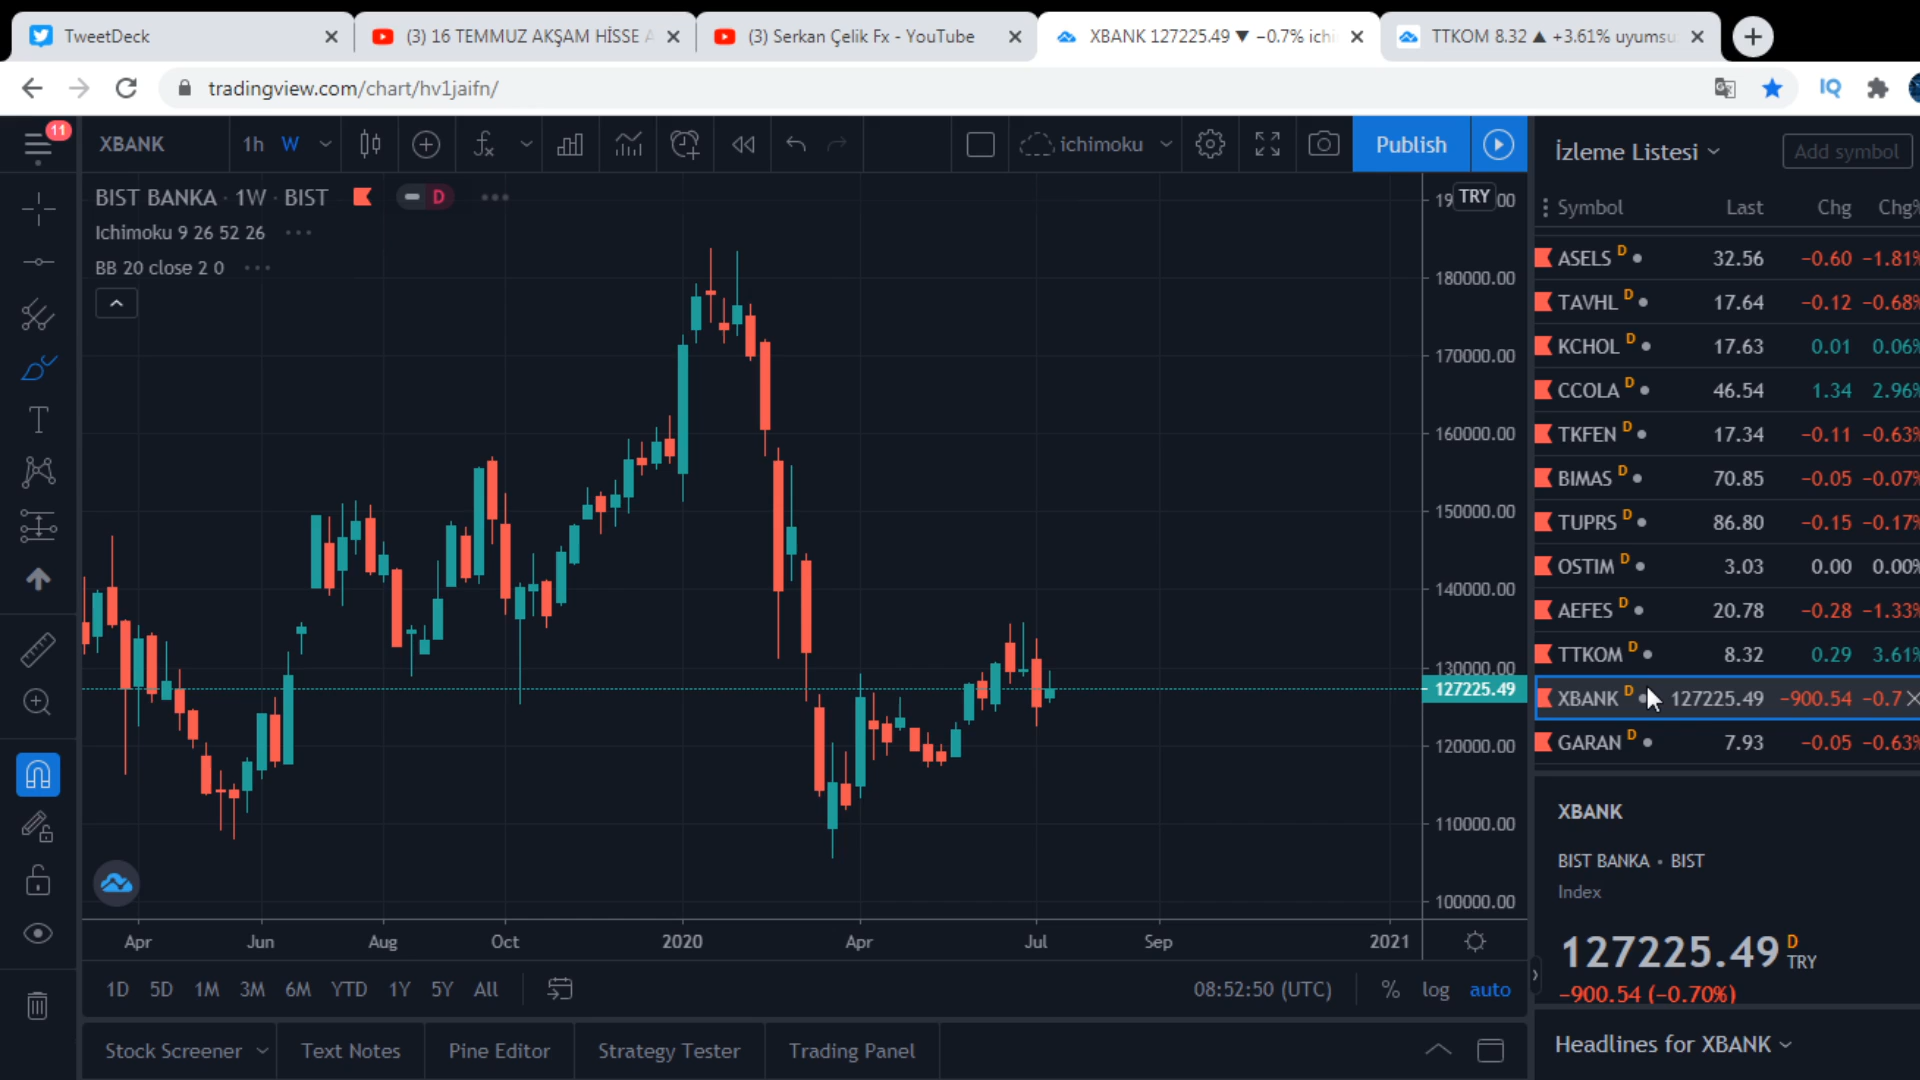 TweetDeck
(3) 16 TEMMUZ AKŞAM HİSSE
(3) Serkan Çelik Fx - YouTube
XBANK 127225.49 ▼ −0.7% ichi
TTKOM 8.32 ▲ +3.61% uyumsu
tradingview.com/chart/hv1jaifn/
IQ
11
XBANK
1h
W
ichimoku
Publish
İzleme Listesi
Add symbol
BIST BANKA · 1W · BIST
D
Ichimoku 9 26 52 26
BB 20 close 2 0
TRY
180000.00
170000.00
160000.00
150000.00
140000.00
130000.00
127225.49
120000.00
110000.00
100000.00
Apr Jun Aug Oct 2020 Apr Jul Sep 2021
1D 5D 1M 3M 6M YTD 1Y 5Y All
08:52:50 (UTC)
% log auto
Stock Screener
Text Notes
Pine Editor
Strategy Tester
Trading Panel
Symbol Last Chg Chg%
ASELS D 32.56 −0.60 −1.81%
TAVHL D 17.64 −0.12 −0.68%
KCHOL D 17.63 0.01 0.06%
CCOLA D 46.54 1.34 2.96%
TKFEN D 17.34 −0.11 −0.63%
BIMAS D 70.85 −0.05 −0.07%
TUPRS D 86.80 −0.15 −0.17%
OSTIM D 3.03 0.00 0.00%
AEFES D 20.78 −0.28 −1.33%
TTKOM D 8.32 0.29 3.61%
XBANK D 127225.49 −900.54 −0.7
GARAN D 7.93 −0.05 −0.63%
XBANK
BIST BANKA • BIST
Index
127225.49 D TRY
−900.54 (−0.70%)
Headlines for XBANK